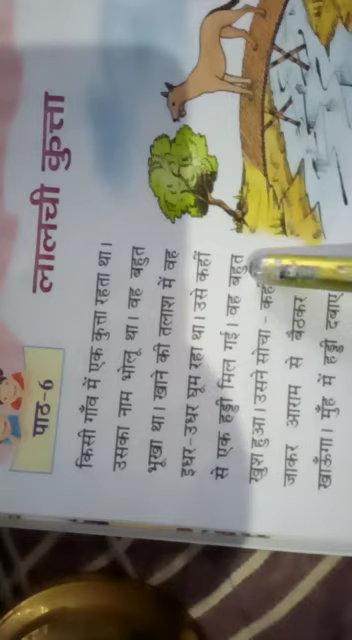 पाठ-6
लालची कुत्ता
किसी गाँव में एक कुत्ता रहता था।
उसका नाम भोलू था। वह बहुत
भूखा था। खाने की तलाश में वह
इधर-उधर घूम रहा था। उसे कहीं
से एक हड्डी मिल गई। वह बहुत
खुश हुआ। उसने सोचा -
जाकर आराम से बैठकर
खाऊँगा। मुँह में हड्डी दबाए